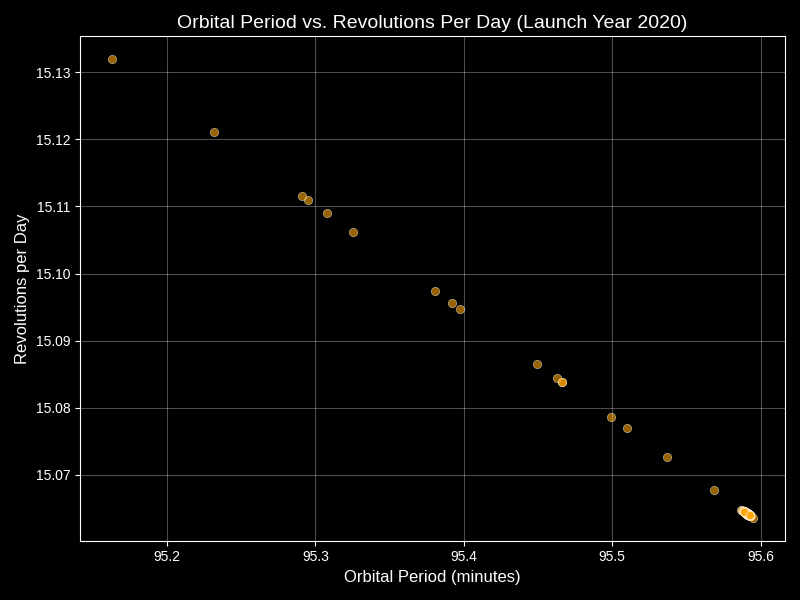 Orbital Period vs. Revolutions Per Day (Launch Year 2020)
Revolutions per Day
15.13
15.12
15.11
15.10
15.09
15.08
15.07
95.2 95.3 95.4 95.5 95.6
Orbital Period (minutes)